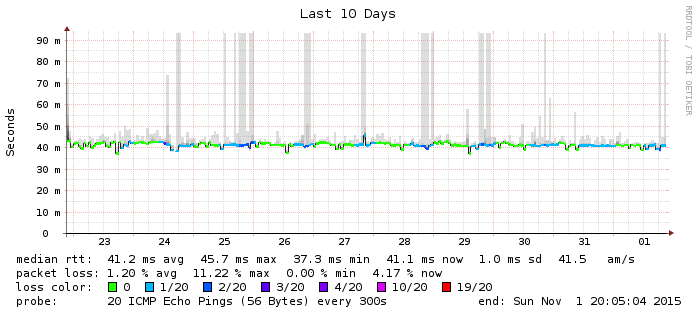 Last 10 Days
RRDTOOL / TOBI OETIKER
Seconds
90 m
80 m
70 m
60 m
50 m
40 m
30 m
20 m
10 m
0
23 24 25 26 27 28 29 30 31 01
median rtt: 41.2 ms avg 45.7 ms max 37.3 ms min 41.1 ms now 1.0 ms sd 41.5 am/s
packet loss: 1.20 % avg 11.22 % max 0.00 % min 4.17 % now
loss color: 0 1/20 2/20 3/20 4/20 10/20 19/20
probe: 20 ICMP Echo Pings (56 Bytes) every 300s end: Sun Nov 1 20:05:04 2015